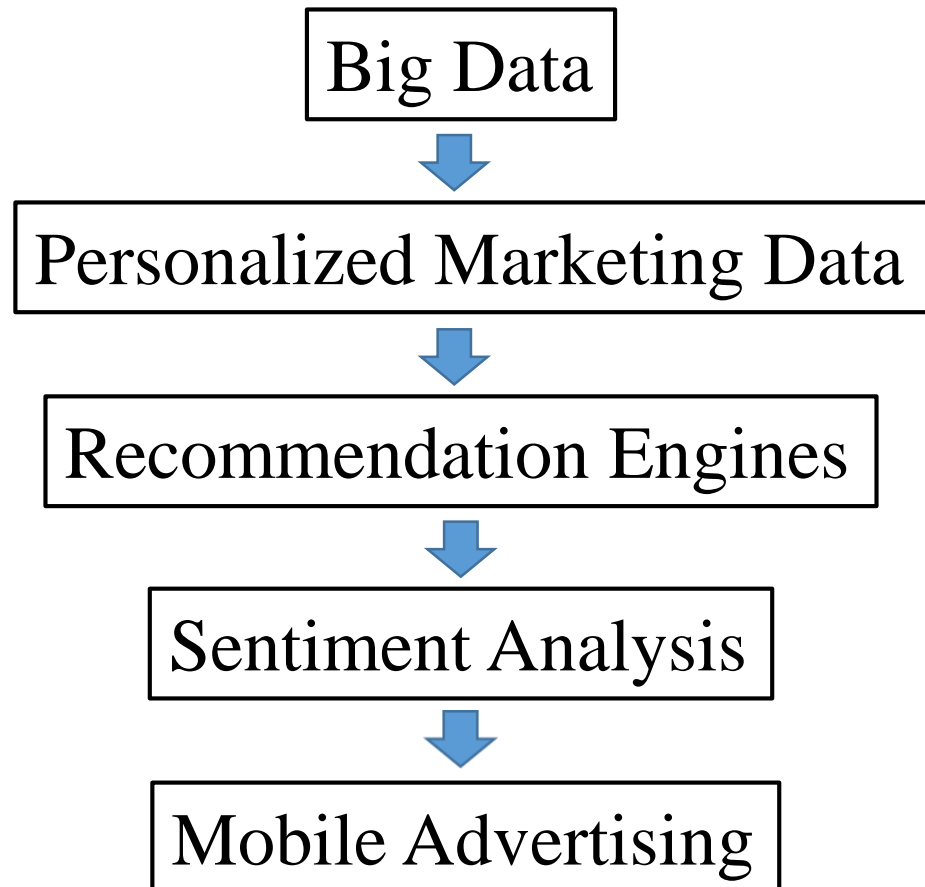 Big Data
Personalized Marketing Data
Recommendation Engines
Sentiment Analysis
Mobile Advertising